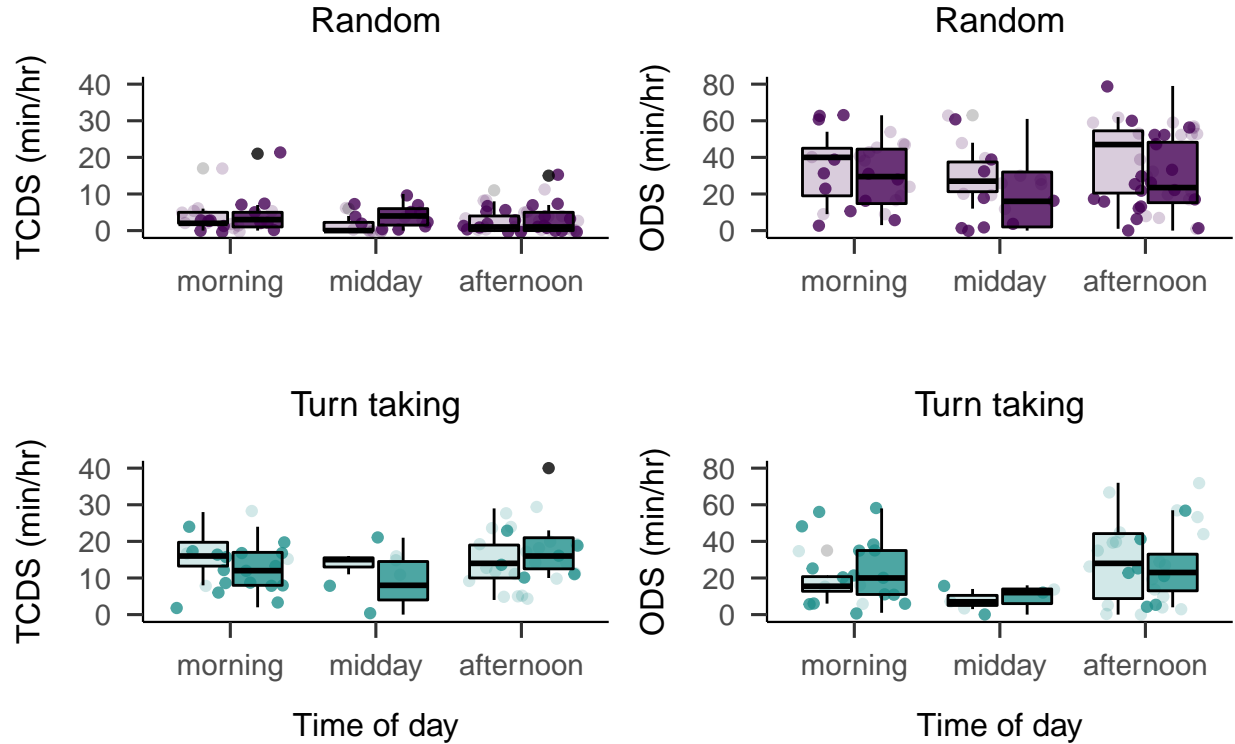 Random
TCDS (min/hr)
40
30
20
10
0
morning midday afternoon
Random
ODS (min/hr)
80
60
40
20
0
morning midday afternoon
Turn taking
TCDS (min/hr)
40
30
20
10
0
morning midday afternoon
Time of day
Turn taking
ODS (min/hr)
80
60
40
20
0
morning midday afternoon
Time of day